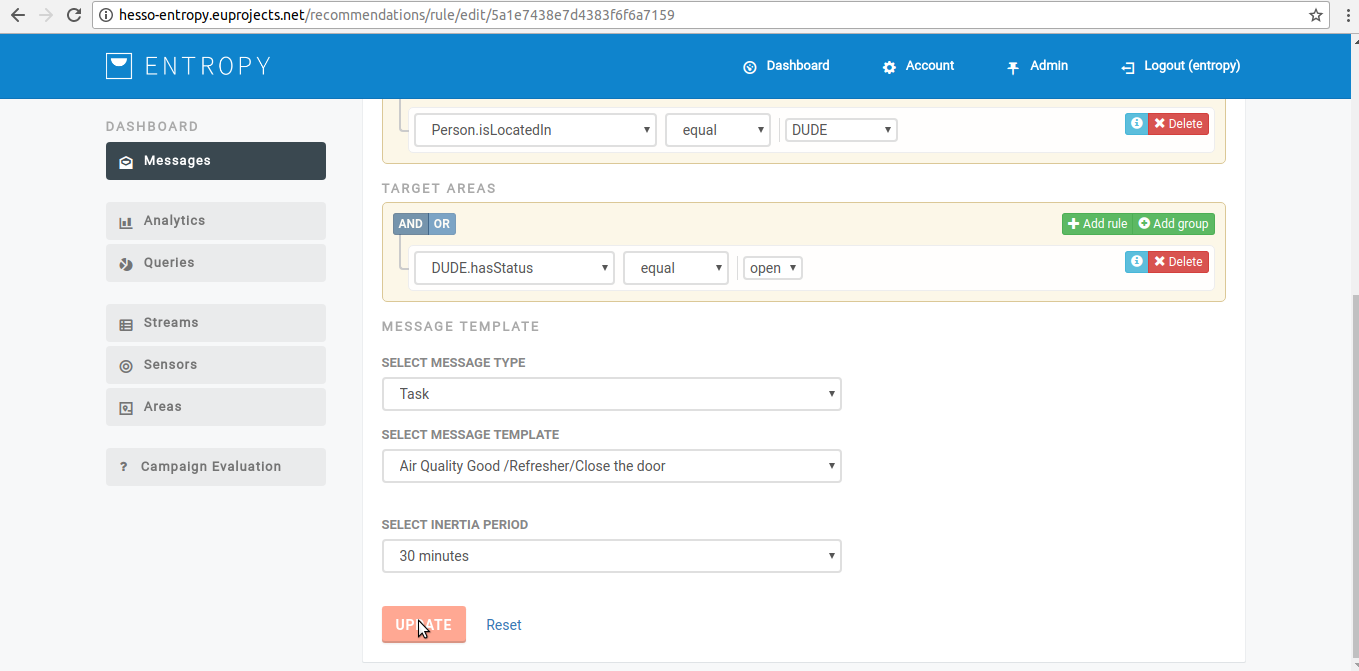 hesso-entropy.euprojects.net/recommendations/rule/edit/5a1e7438e7d4383f6f6a7159
ENTROPY
Dashboard
Account
Admin
Logout (entropy)
DASHBOARD
Messages
Analytics
Queries
Streams
Sensors
Areas
? Campaign Evaluation
Person.isLocatedIn
equal
DUDE
Delete
TARGET AREAS
AND OR
Add rule
Add group
DUDE.hasStatus
equal
open
Delete
MESSAGE TEMPLATE
SELECT MESSAGE TYPE
Task
SELECT MESSAGE TEMPLATE
Air Quality Good /Refresher/Close the door
SELECT INERTIA PERIOD
30 minutes
UPDATE
Reset